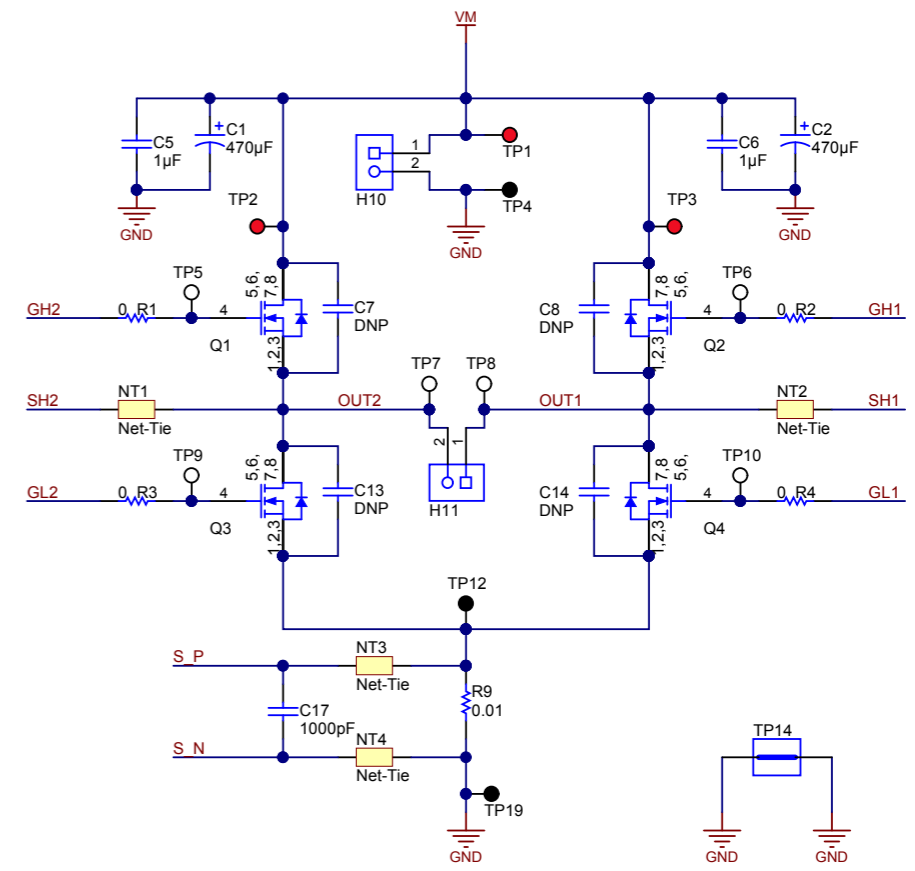 VM
C5
1µF
+
C1
470µF
GND
1
2
H10
TP1
TP4
GND
C6
1µF
+
C2
470µF
GND
TP2
TP3
GH2
0
R1
TP5
4
5,6,
7,8
1,2,3
Q1
C7
DNP
C8
DNP
7,8
5,6,
1,2,3
Q2
4
TP6
0
R2
GH1
SH2
NT1
Net-Tie
OUT2
TP7
TP8
OUT1
NT2
Net-Tie
SH1
2
1
H11
GL2
0
R3
TP9
4
5,6,
7,8
1,2,3
Q3
C13
DNP
C14
DNP
7,8
5,6,
1,2,3
Q4
4
TP10
0
R4
GL1
TP12
S_P
NT3
Net-Tie
R9
0.01
C17
1000pF
S_N
NT4
Net-Tie
TP19
GND
TP14
GND
GND